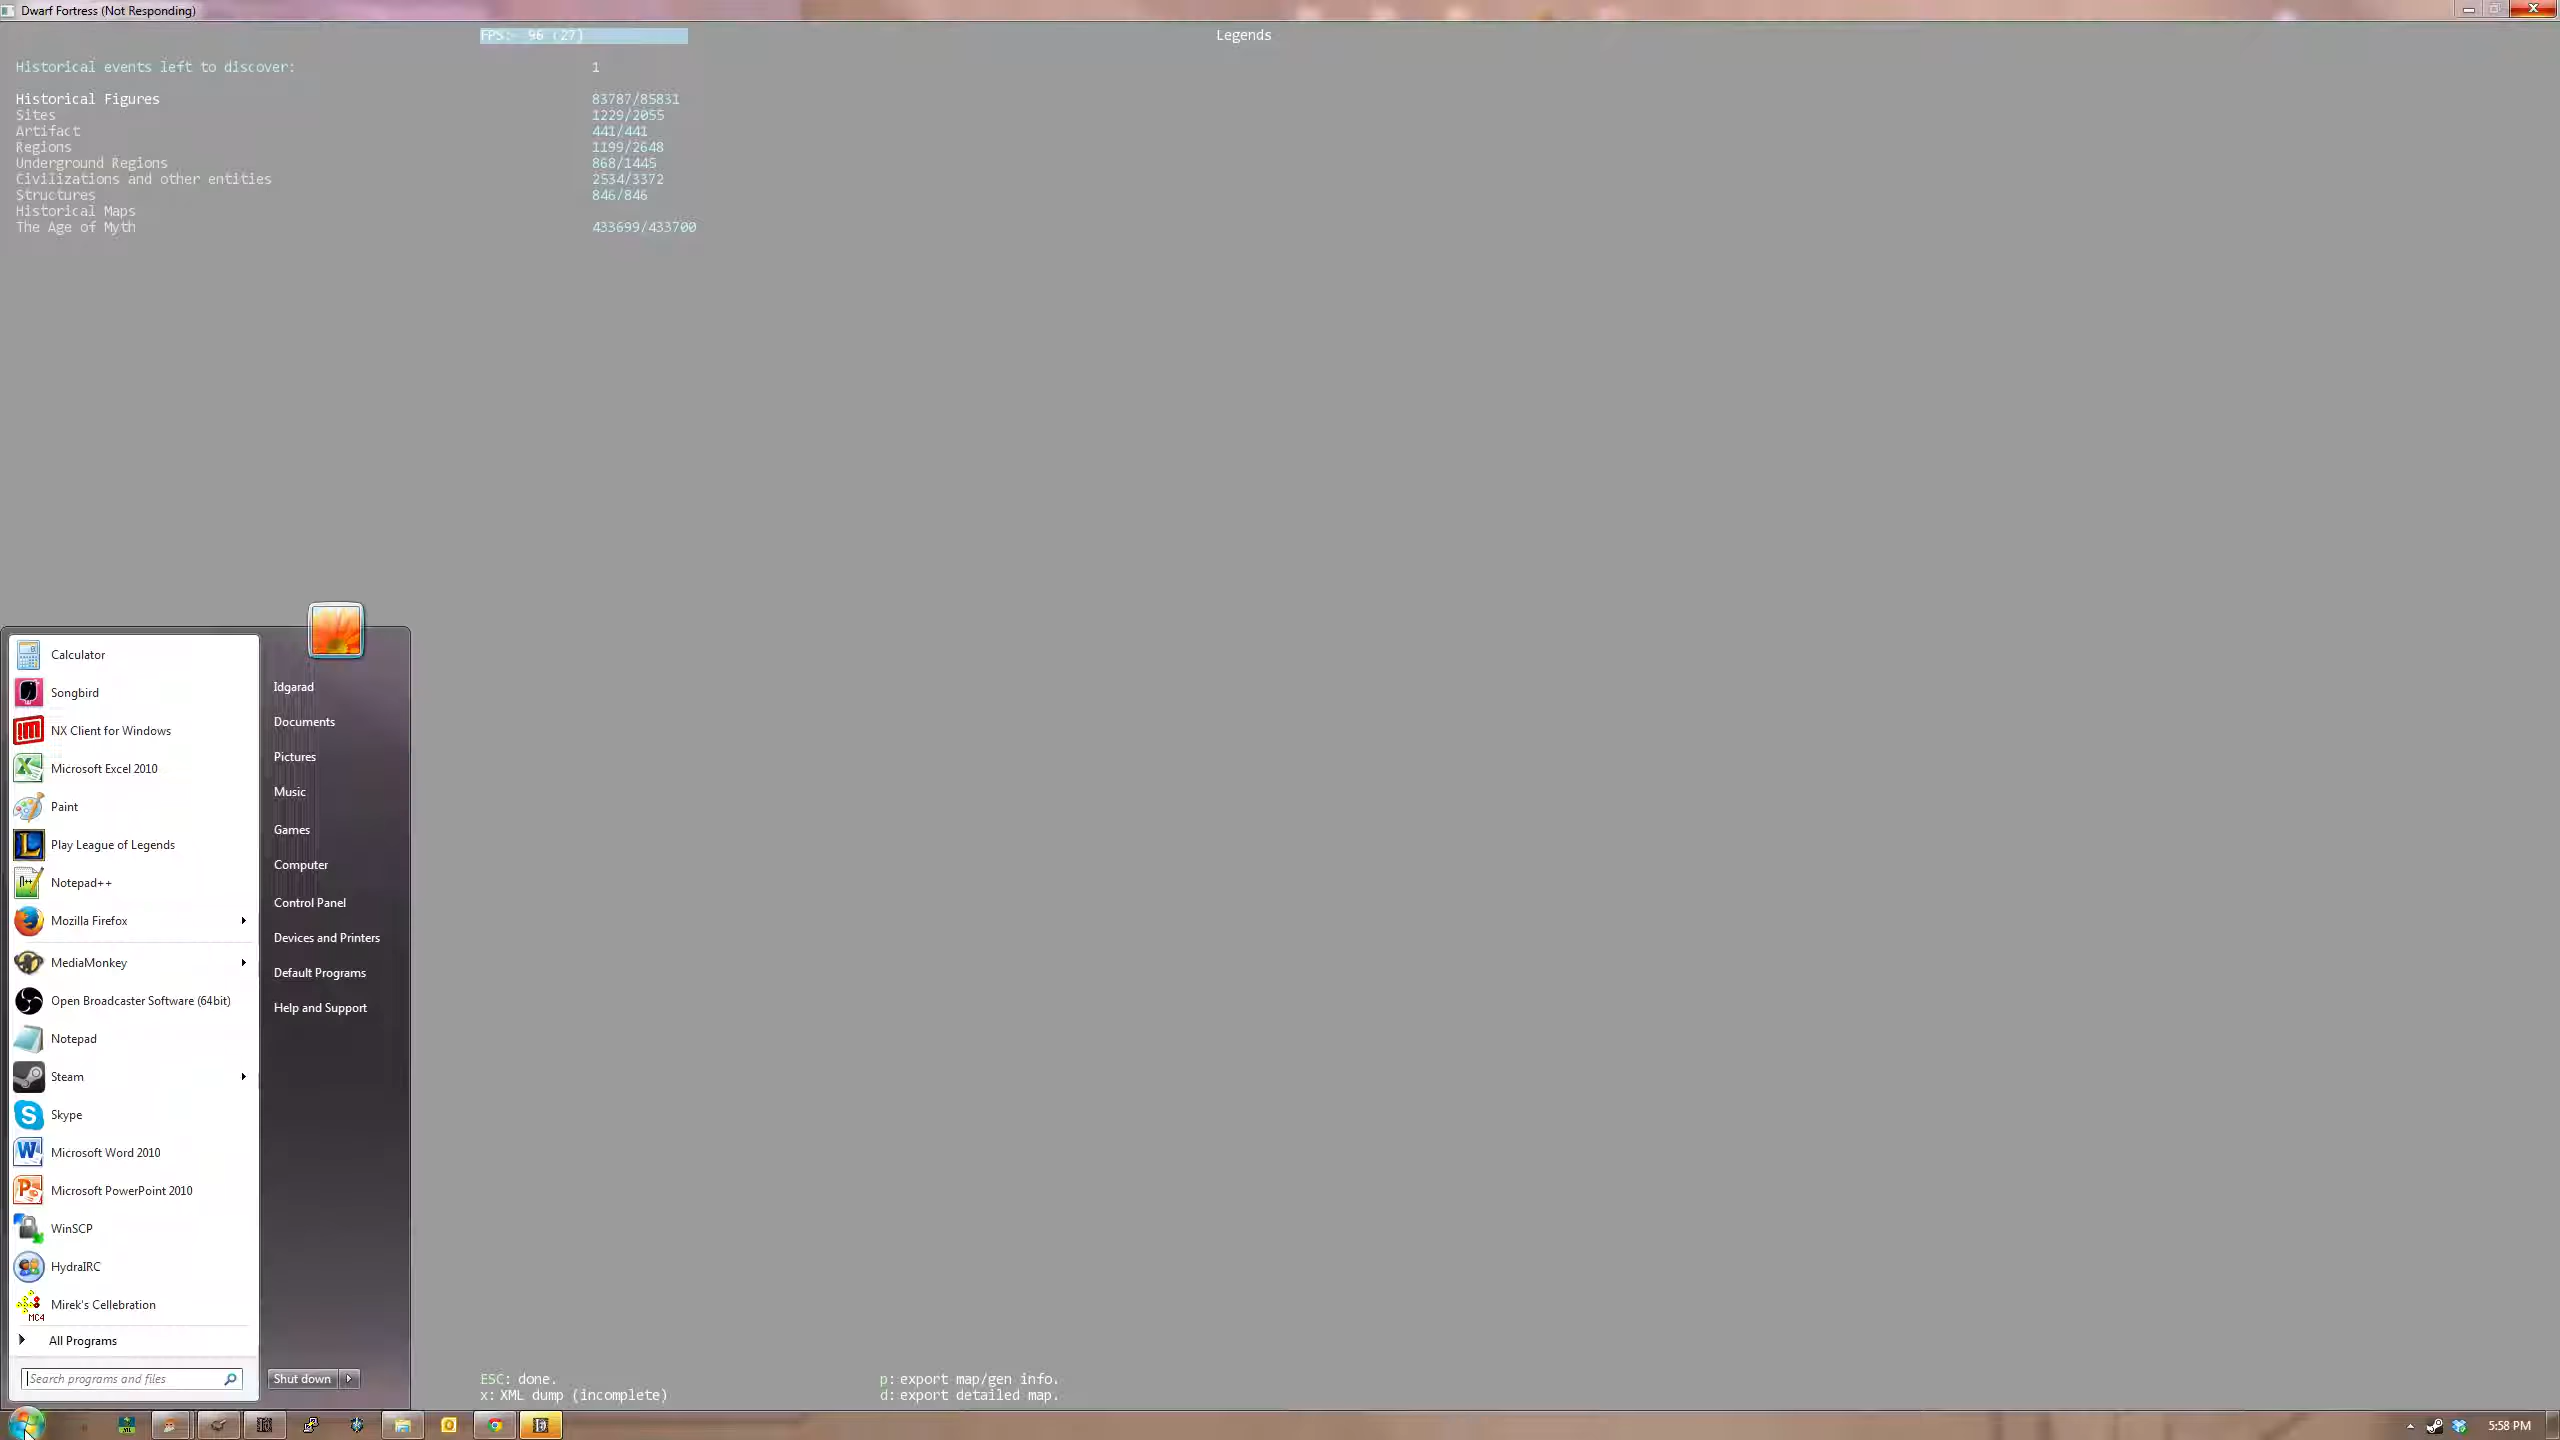 Dwarf Fortress (Not Responding)
FPS: 96 (27)
Legends
Historical events left to discover: 1
Historical Figures 83787/85831
Sites 1229/2055
Artifact 441/441
Regions 1199/2648
Underground Regions 868/1445
Civilizations and other entities 2534/3372
Structures 846/846
Historical Maps
The Age of Myth 433699/433700
Calculator
Songbird
NX Client for Windows
Microsoft Excel 2010
Paint
Play League of Legends
Notepad++
Mozilla Firefox
MediaMonkey
Open Broadcaster Software (64bit)
Notepad
Steam
Skype
Microsoft Word 2010
Microsoft PowerPoint 2010
WinSCP
HydraIRC
MC4
Mirek's Cellebration
All Programs
Search programs and files
Idgarad
Documents
Pictures
Music
Games
Computer
Control Panel
Devices and Printers
Default Programs
Help and Support
Shut down
ESC: done. p: export map/gen info.
x: XML dump (incomplete) d: export detailed map.
5:58 PM